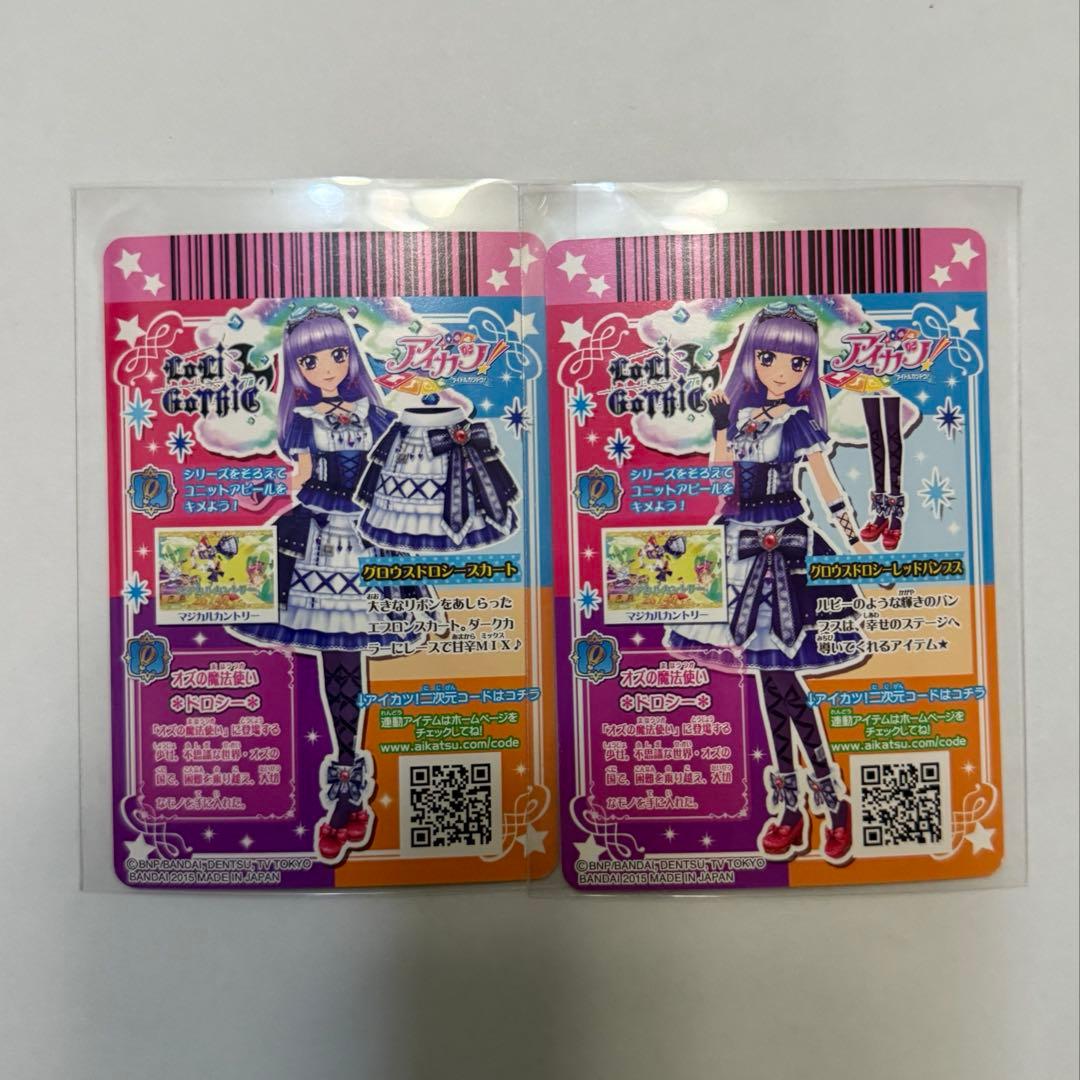 LoLi GoThiC
アイカツ!
アイドルカツドウ!
シリーズをそろえて
ユニットアピールを
キメよう!
マジカルカントリー
グロウスドロシースカート
大きなリボンをあしらった
エプロンスカート。ダークカ
ラーにレースで甘辛MIX♪
オズの魔法使い
*ドロシー*
「オズの魔法使い」に登場する
少女。不思議な世界・オズの
国で、困難を乗り越え、大切
なモノを手に入れた。
↓アイカツ!二次元コードはコチラ
連動アイテムはホームページを
チェックしてね!
www.aikatsu.com/code
©BNP/BANDAI, DENTSU, TV TOKYO
BANDAI 2015 MADE IN JAPAN
LoLi GoThiC
アイカツ!
アイドルカツドウ!
シリーズをそろえて
ユニットアピールを
キメよう!
マジカルカントリー
グロウスドロシーレッドパンプス
ルビーのような輝きのパン
プスは、幸せのステージへ
導いてくれるアイテム★
オズの魔法使い
*ドロシー*
「オズの魔法使い」に登場する
少女。不思議な世界・オズの
国で、困難を乗り越え、大切
なモノを手に入れた。
↓アイカツ!二次元コードはコチラ
連動アイテムはホームページを
チェックしてね!
www.aikatsu.com/code
©BNP/BANDAI, DENTSU, TV TOKYO
BANDAI 2015 MADE IN JAPAN